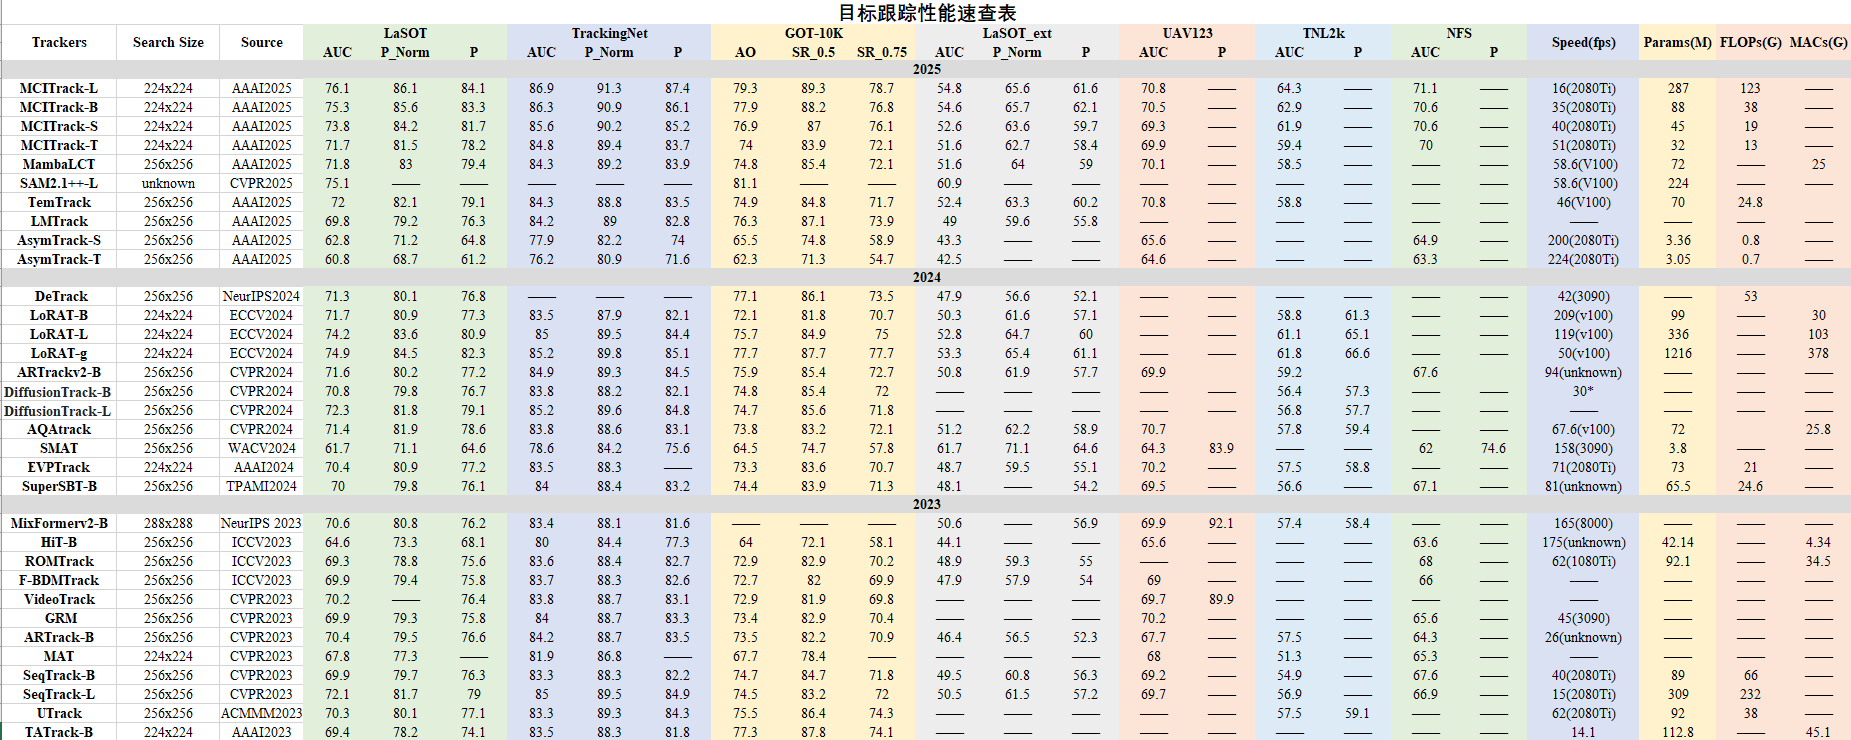 目标跟踪性能速查表
Trackers Search Size Source LaSOT TrackingNet GOT-10K LaSOT_ext UAV123 TNL2k NFS Speed(fps) Params(M) FLOPs(G) MACs(G)
AUC P_Norm P AUC P_Norm P AO SR_0.5 SR_0.75 AUC P_Norm P AUC P AUC P AUC P
2025
MCITrack-L 224x224 AAAI2025 76.1 86.1 84.1 86.9 91.3 87.4 79.3 89.3 78.7 54.8 65.6 61.6 70.8 —— 64.3 —— 71.1 —— 16(2080Ti) 287 123 ——
MCITrack-B 224x224 AAAI2025 75.3 85.6 83.3 86.3 90.9 86.1 77.9 88.2 76.8 54.6 65.7 62.1 70.5 —— 62.9 —— 70.6 —— 35(2080Ti) 88 38 ——
MCITrack-S 224x224 AAAI2025 73.8 84.2 81.7 85.6 90.2 85.2 76.9 87 76.1 52.6 63.6 59.7 69.3 —— 61.9 —— 70.6 —— 40(2080Ti) 45 19 ——
MCITrack-T 224x224 AAAI2025 71.7 81.5 78.2 84.8 89.4 83.7 74 83.9 72.1 51.6 62.7 58.4 69.9 —— 59.4 —— 70 —— 51(2080Ti) 32 13 ——
MambaLCT 256x256 AAAI2025 71.8 83 79.4 84.3 89.2 83.9 74.8 85.4 72.1 51.6 64 59 70.1 —— 58.5 —— —— —— 58.6(V100) 72 —— 25
SAM2.1++-L unknown CVPR2025 75.1 —— —— —— —— —— 81.1 —— —— 60.9 —— —— —— —— —— —— —— —— 58.6(V100) 224 —— ——
TemTrack 256x256 AAAI2025 72 82.1 79.1 84.3 88.8 83.5 74.9 84.8 71.7 52.4 63.3 60.2 70.8 —— 58.8 —— —— —— 46(V100) 70 24.8 ——
LMTrack 256x256 AAAI2025 69.8 79.2 76.3 84.2 89 82.8 76.3 87.1 73.9 49 59.6 55.8 —— —— —— —— —— —— —— —— —— ——
AsymTrack-S 256x256 AAAI2025 62.8 71.2 64.8 77.9 82.2 74 65.5 74.8 58.9 43.3 —— —— 65.6 —— —— —— 64.9 —— 200(2080Ti) 3.36 0.8 ——
AsymTrack-T 256x256 AAAI2025 60.8 68.7 61.2 76.2 80.9 71.6 62.3 71.3 54.7 42.5 —— —— 64.6 —— —— —— 63.3 —— 224(2080Ti) 3.05 0.7 ——
2024
DeTrack 256x256 NeurIPS2024 71.3 80.1 76.8 —— —— —— 77.1 86.1 73.5 47.9 56.6 52.1 —— —— —— —— —— —— 42(3090) —— 53
LoRAT-B 224x224 ECCV2024 71.7 80.9 77.3 83.5 87.9 82.1 72.1 81.8 70.7 50.3 61.6 57.1 —— —— 58.8 61.3 —— —— 209(v100) 99 —— 30
LoRAT-L 224x224 ECCV2024 74.2 83.6 80.9 85 89.5 84.4 75.7 84.9 75 52.8 64.7 60 —— —— 61.1 65.1 —— —— 119(v100) 336 —— 103
LoRAT-g 224x224 ECCV2024 74.9 84.5 82.3 85.2 89.8 85.1 77.7 87.7 77.7 53.3 65.4 61.1 —— —— 61.8 66.6 —— —— 50(v100) 1216 —— 378
ARTrackv2-B 256x256 CVPR2024 71.6 80.2 77.2 84.9 89.3 84.5 75.9 85.4 72.7 50.8 61.9 57.7 69.9 —— 59.2 67.6 —— 94(unknown) —— —— ——
DiffusionTrack-B 256x256 CVPR2024 70.8 79.8 76.7 83.8 88.2 82.1 74 84.8 72 —— —— —— —— —— 56.4 57.3 —— —— 30* —— —— ——
DiffusionTrack-L 256x256 CVPR2024 72.3 81.8 79.1 85.2 89.6 84.8 74.7 85.6 71.8 —— —— —— —— —— 56.8 57.7 —— —— —— —— —— ——
AQAtrack 256x256 CVPR2024 71.4 81.9 78.6 83.8 88.6 83.1 73.8 83.2 72.1 51.2 62.2 58.9 70.7 —— 57.8 59.4 —— —— 67.6(v100) 72 —— 25.8
SMAT 256x256 WACV2024 61.7 71.1 64.6 78.6 84.2 75.6 64.5 74.7 57.8 61.7 71.1 64.6 64.3 83.9 —— —— 62 74.6 158(3090) 3.8 —— ——
EVPTrack 224x224 AAAI2024 70.4 80.9 77.2 83.5 88.3 —— 73.3 83.6 70.7 48.7 59.5 55.1 70.2 —— 57.5 58.8 —— —— 71(2080Ti) 73 21 ——
SuperSBT-B 256x256 TPAMI2024 70 79.8 76.1 84 88.4 83.2 74.4 83.9 71.3 48.1 —— 54.2 69.5 —— 56.6 —— 67.1 —— 81(unknown) 65.5 24.6 ——
2023
MixFormerv2-B 288x288 NeurIPS 2023 70.6 80.8 76.2 83.4 88.1 81.6 —— —— —— 50.6 —— 56.9 69.9 92.1 57.4 58.4 —— —— 165(8000) —— —— ——
HiT-B 256x256 ICCV2023 64.6 73.3 68.1 80 84.4 77.3 64 72.1 58.1 44.1 —— —— 65.6 —— —— —— 63.6 —— 175(unknown) 42.14 —— 4.34
ROMTrack 256x256 ICCV2023 69.3 78.8 75.6 83.6 88.4 82.7 72.9 82.9 70.2 48.9 59.3 55 —— —— —— —— 68 —— 62(1080Ti) 92.1 —— 34.5
F-BDMTrack 256x256 ICCV2023 69.9 79.4 75.8 83.7 88.3 82.6 72.7 82 69.9 47.9 57.9 54 69 —— —— —— 66 —— —— —— —— ——
VideoTrack 256x256 CVPR2023 70.2 —— 76.4 83.8 88.7 83.1 72.9 81.9 69.8 —— —— —— 69.7 89.9 —— —— —— —— —— —— —— ——
GRM 256x256 CVPR2023 69.9 79.3 75.8 84 88.7 83.3 73.4 82.9 70.4 —— —— —— 70.2 —— —— —— 65.6 —— 45(3090) —— —— ——
ARTrack-B 256x256 CVPR2023 70.4 79.5 76.6 84.2 88.7 83.5 73.5 82.2 70.9 46.4 56.5 52.3 67.7 —— 57.5 —— 64.3 —— 26(unknown) —— —— ——
MAT 224x224 CVPR2023 67.8 77.3 —— 81.9 86.8 —— 67.7 78.4 —— —— —— —— 68 —— 51.3 —— 65.3 —— —— —— —— ——
SeqTrack-B 256x256 CVPR2023 69.9 79.7 76.3 83.3 88.3 82.2 74.7 84.7 71.8 49.5 60.8 56.3 69.2 —— 54.9 —— 67.6 —— 40(2080Ti) 89 66 ——
SeqTrack-L 256x256 CVPR2023 72.1 81.7 79 85 89.5 84.9 74.5 83.2 72 50.5 61.5 57.2 69.7 —— 56.9 —— 66.9 —— 15(2080Ti) 309 232 ——
UTrack 256x256 ACMMM2023 70.3 80.1 77.1 83.3 89.3 84.3 75.5 86.4 74.3 —— —— —— —— —— 57.5 59.1 —— —— 62(2080Ti) 92 38 ——
TATrack-B 224x224 AAAI2023 69.4 78.2 74.1 83.5 88.3 81.8 77.3 87.8 74.1 —— —— —— —— —— —— —— —— —— 14.1 112.8 —— 45.1